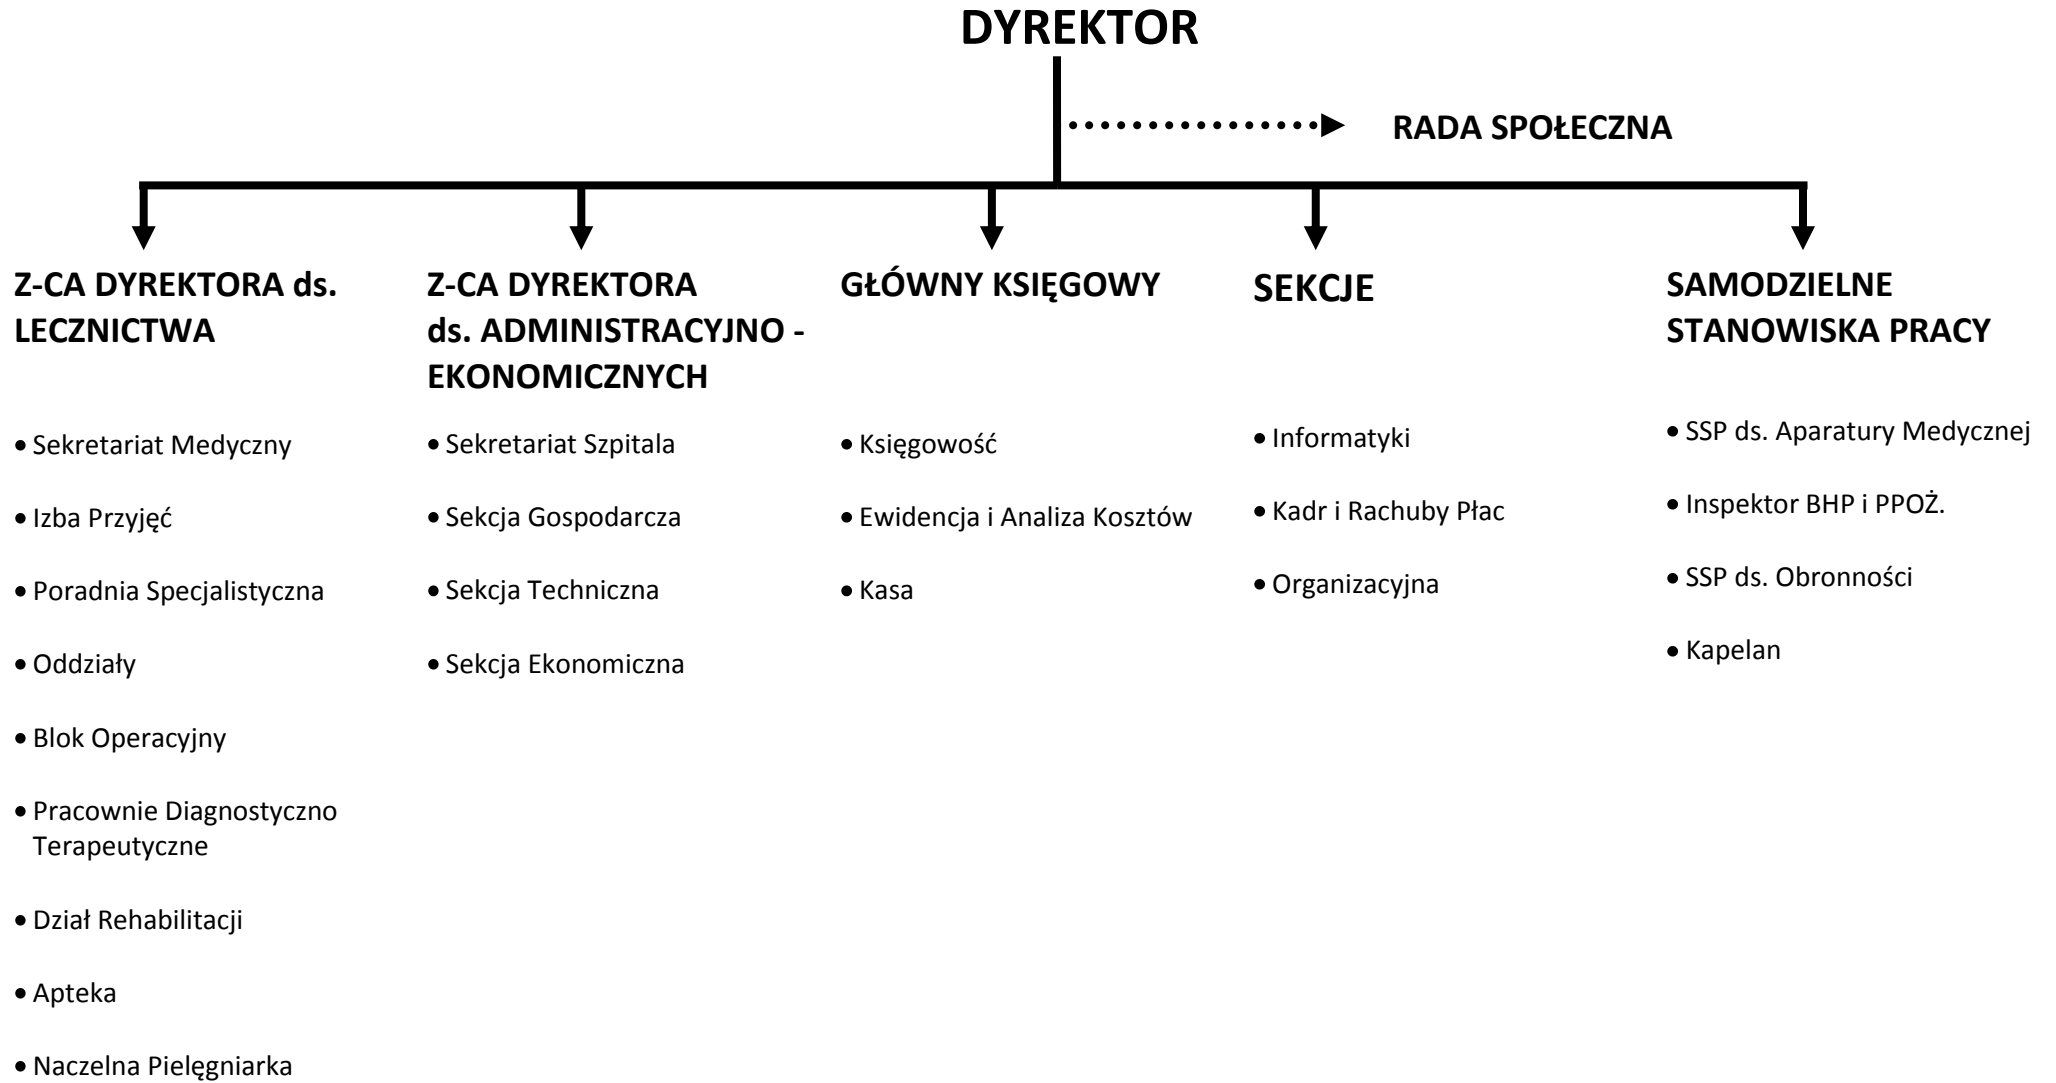 DYREKTOR
RADA SPOŁECZNA
Z-CA DYREKTORA ds.
LECZNICTWA
• Sekretariat Medyczny
• Izba Przyjęć
• Poradnia Specjalistyczna
• Oddziały
• Blok Operacyjny
• Pracownie Diagnostyczno
Terapeutyczne
• Dział Rehabilitacji
• Apteka
• Naczelna Pielęgniarka
Z-CA DYREKTORA
ds. ADMINISTRACYJNO -
EKONOMICZNYCH
• Sekretariat Szpitala
• Sekcja Gospodarcza
• Sekcja Techniczna
• Sekcja Ekonomiczna
GŁÓWNY KSIĘGOWY
• Księgowość
• Ewidencja i Analiza Kosztów
• Kasa
SEKCJE
• Informatyki
• Kadr i Rachuby Płac
• Organizacyjna
SAMODZIELNE
STANOWISKA PRACY
• SSP ds. Aparatury Medycznej
• Inspektor BHP i PPOŻ.
• SSP ds. Obronności
• Kapelan